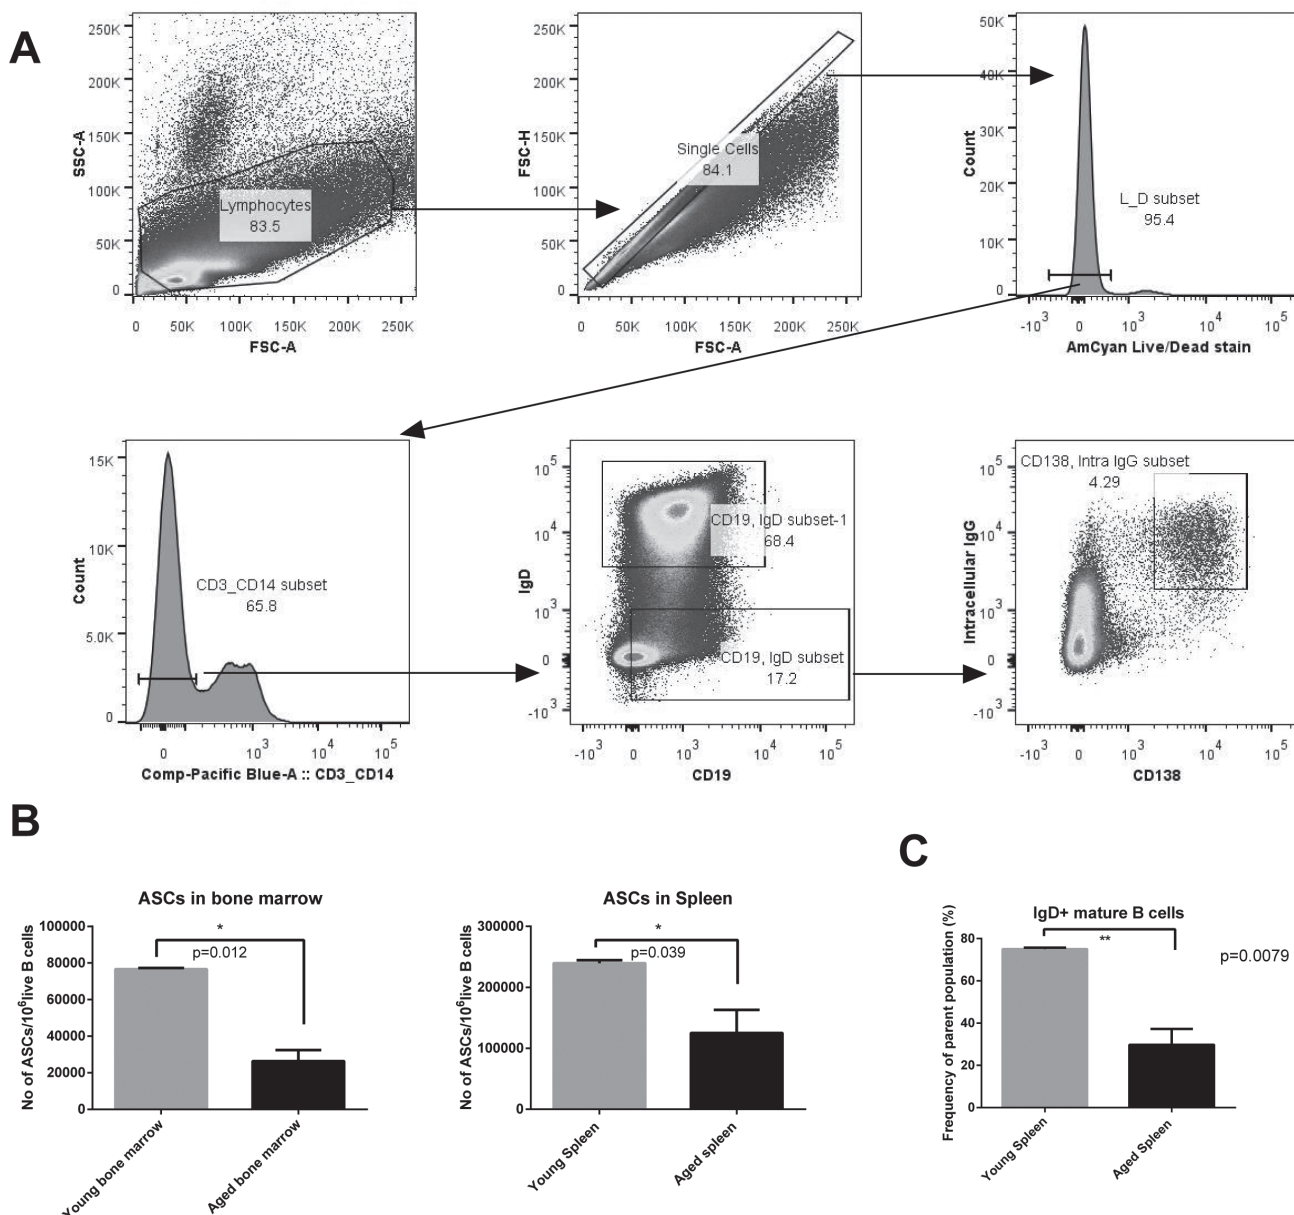 A
250K
200K
150K
100K
50K
0
SSC-A
Lymphocytes
83.5
0 50K 100K 150K 200K 250K
FSC-A
250K
200K
150K
100K
50K
0
FSC-H
Single Cells
84.1
0 50K 100K 150K 200K 250K
FSC-A
50K
40K
30K
20K
10K
0
Count
L_D subset
95.4
-10³ 0 10³ 10⁴ 10⁵
AmCyan Live/Dead stain
15K
10K
5.0K
0
Count
CD3_CD14 subset
65.8
0 10³ 10⁴ 10⁵
Comp-Pacific Blue-A :: CD3_CD14
10⁵
10⁴
10³
0
-10³
IgD
CD19, IgD subset-1
68.4
CD19, IgD subset
17.2
-10³ 0 10³ 10⁴ 10⁵
CD19
10⁵
10⁴
10³
0
-10³
Intracellular IgG
CD138, Intra IgG subset
4.29
-10³ 0 10³ 10⁴ 10⁵
CD138
B
ASCs in bone marrow
No of ASCs/10⁶live B cells
100000
80000
60000
40000
20000
0
*
p=0.012
Young bone marrow
Aged bone marrow
ASCs in Spleen
No of ASCs/10⁶live B cells
300000
200000
100000
0
*
p=0.039
Young Spleen
Aged spleen
C
IgD+ mature B cells
Frequency of parent population (%)
80
60
40
20
0
**
p=0.0079
Young Spleen
Aged Spleen